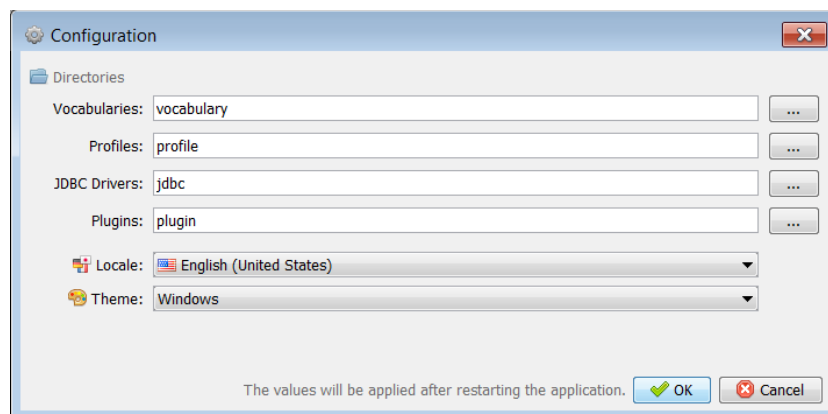 Configuration
Directories
Vocabularies: vocabulary ...
Profiles: profile ...
JDBC Drivers: jdbc ...
Plugins: plugin ...
Locale: English (United States)
Theme: Windows
The values will be applied after restarting the application. OK Cancel